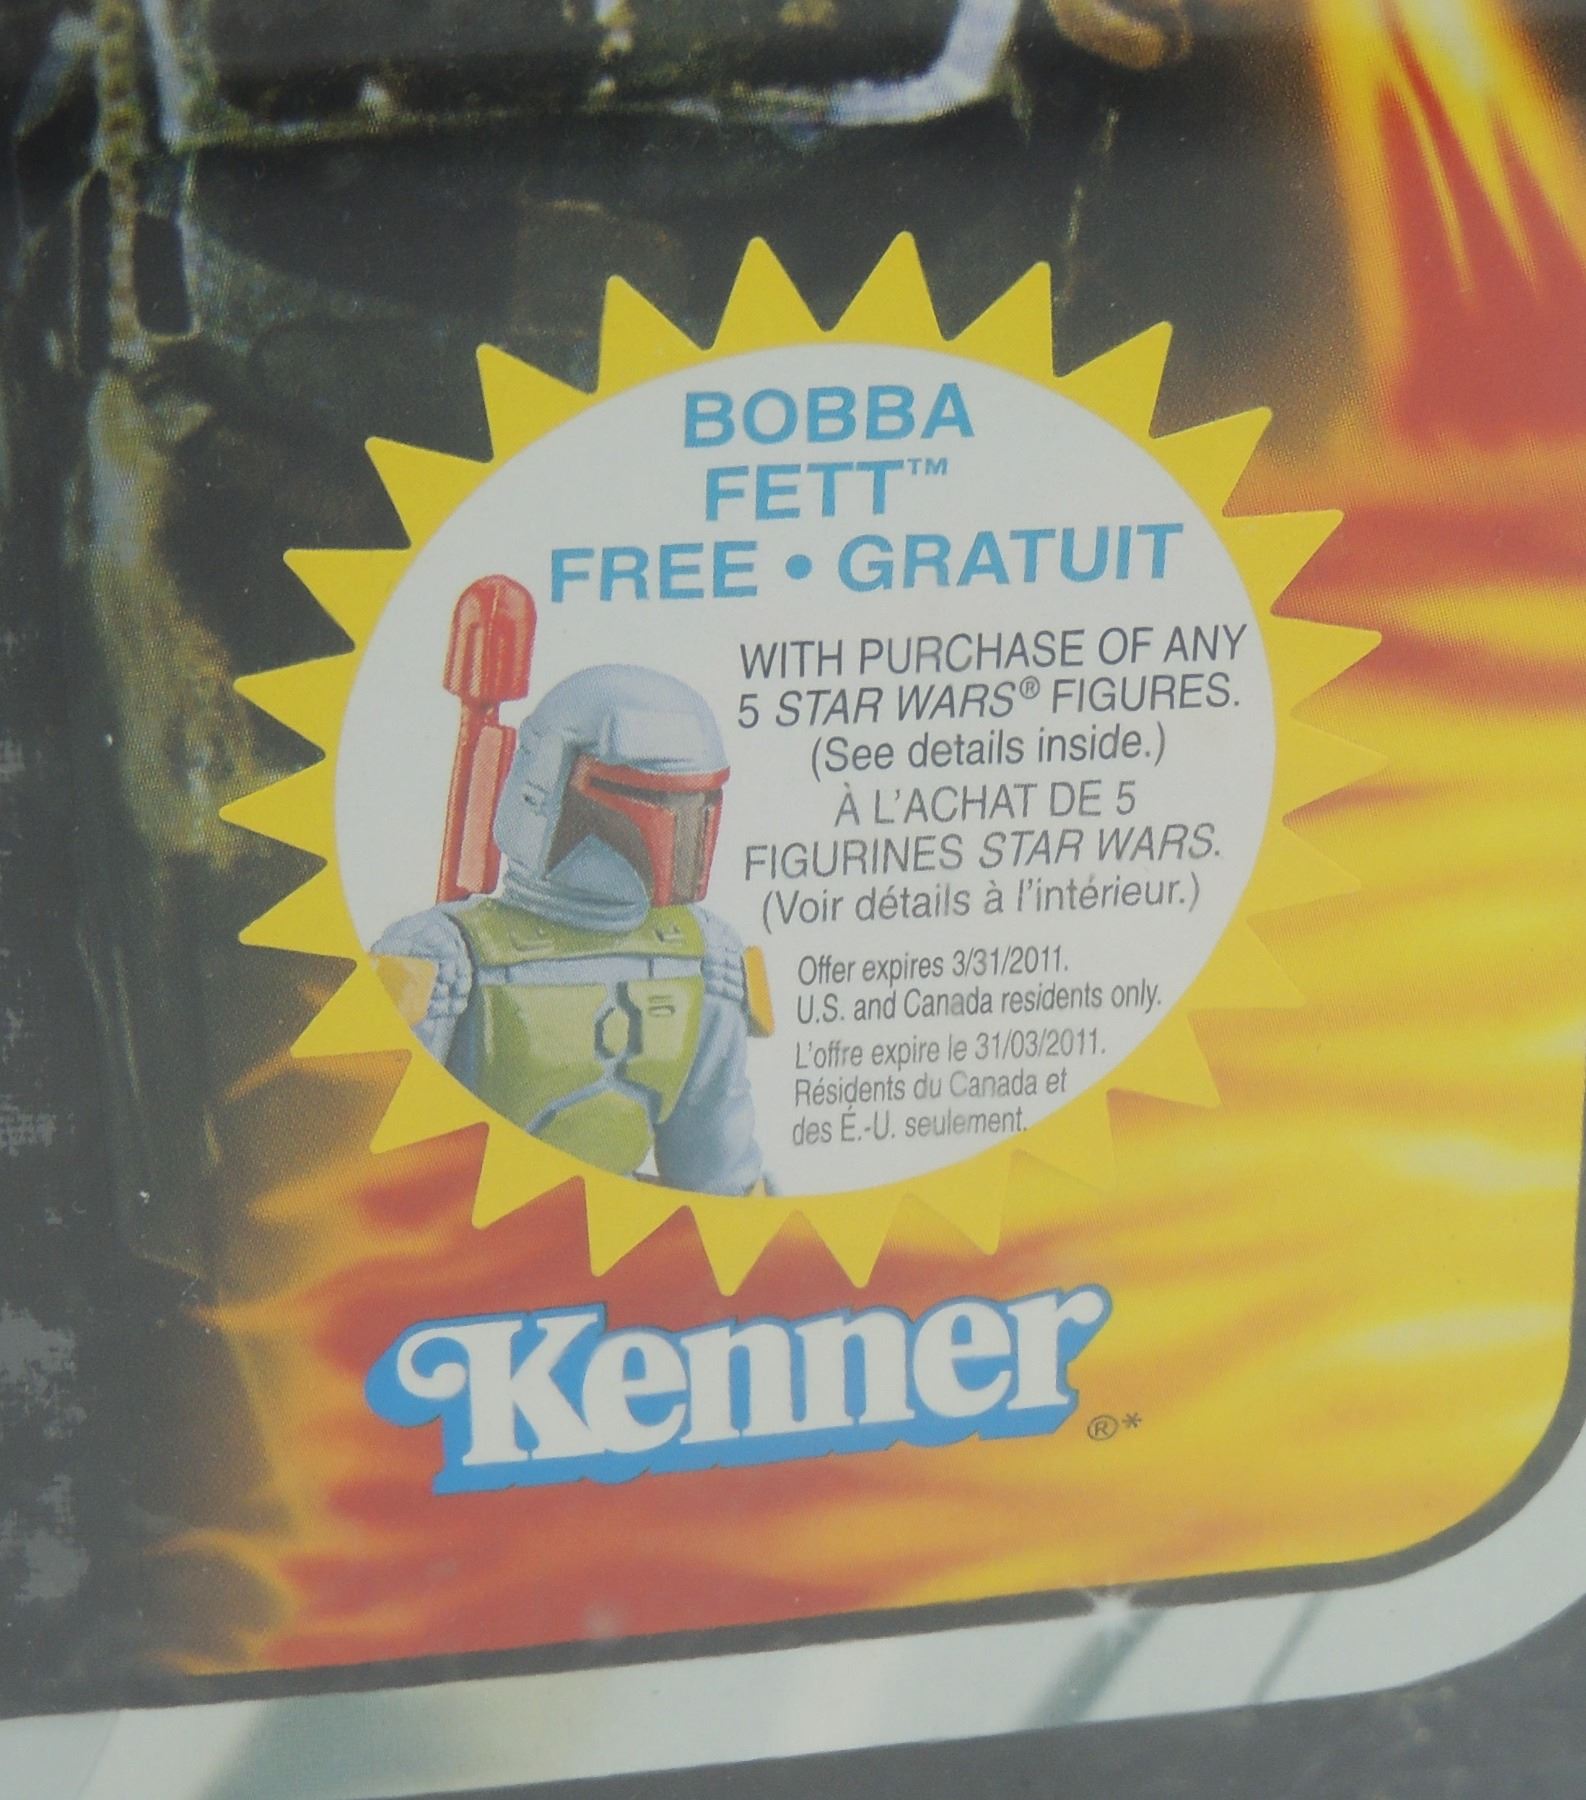 BOBBA
FETT™
FREE • GRATUIT
WITH PURCHASE OF ANY
5 STAR WARS® FIGURES.
(See details inside.)
À L'ACHAT DE 5
FIGURINES STAR WARS.
(Voir détails à l'intérieur.)
Offer expires 3/31/2011.
U.S. and Canada residents only.
L'offre expire le 31/03/2011.
Résidents du Canada et
des É.-U. seulement.
Kenner®*